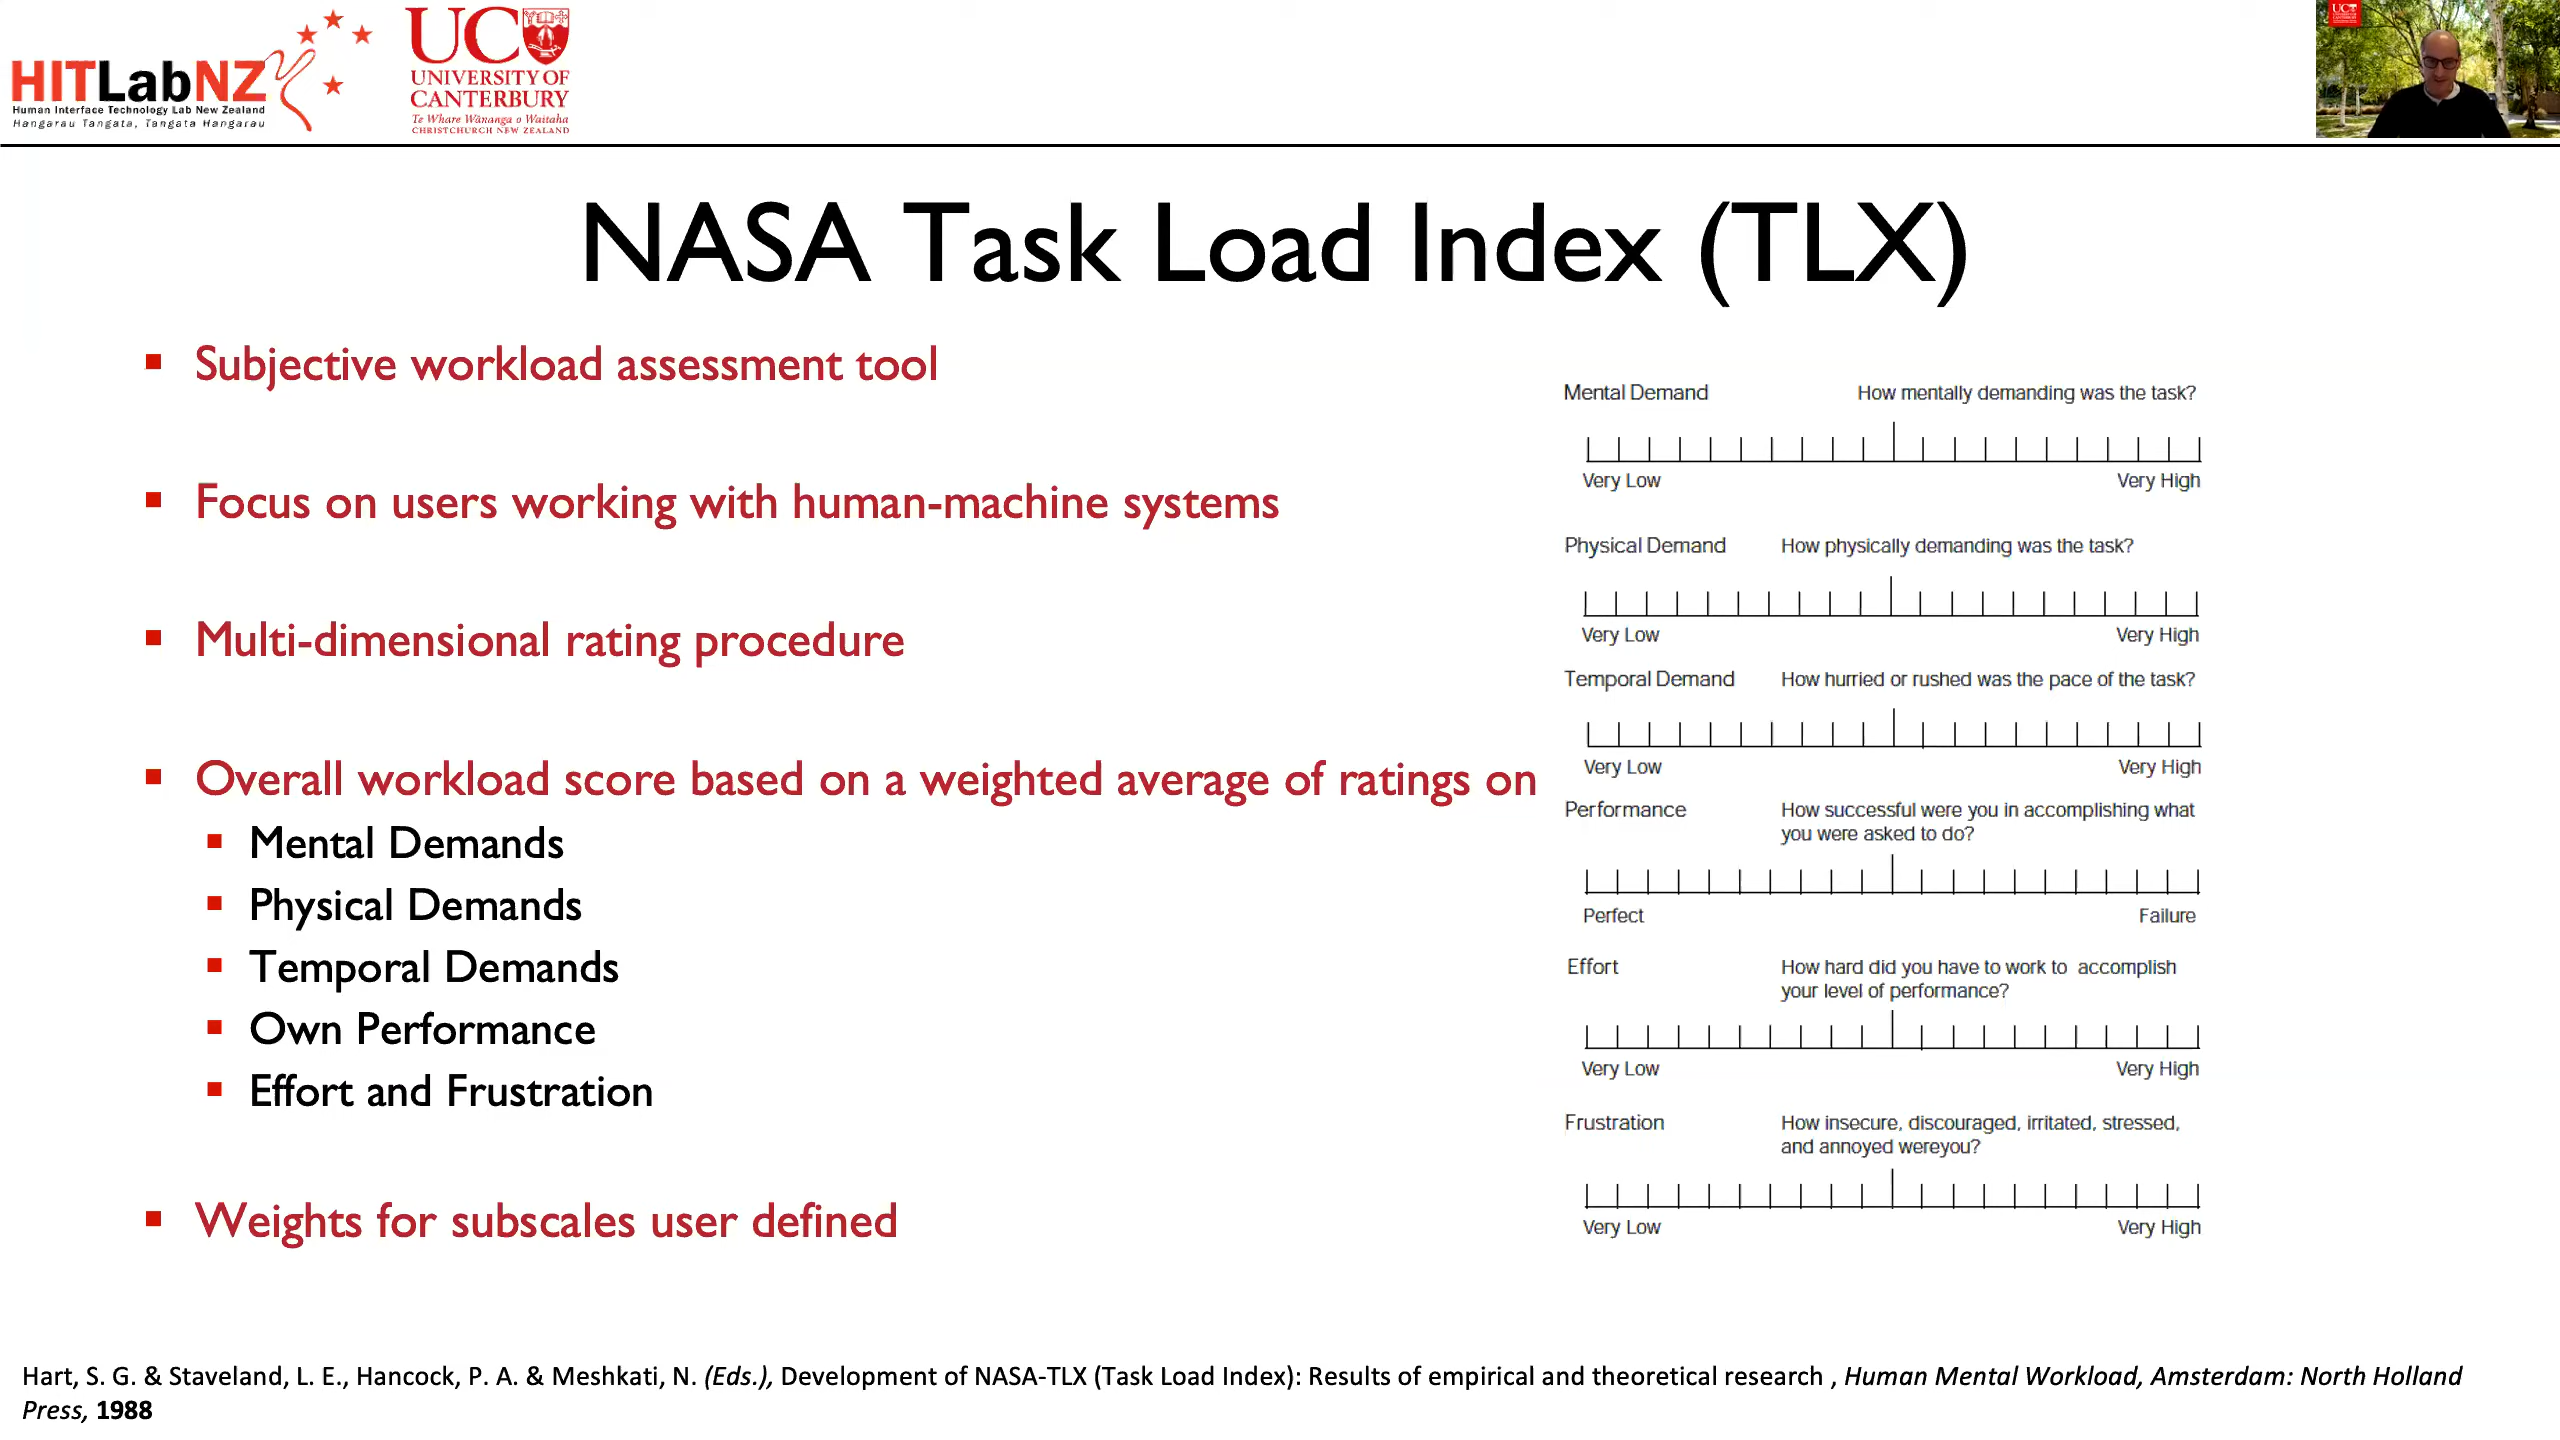 HITLabNZ
Human Interface Technology Lab New Zealand
Hangarau Tangata, Tangata Hangarau
UC
UNIVERSITY OF
CANTERBURY
Te Whare Wānanga o Waitaha
CHRISTCHURCH NEW ZEALAND
UC
NASA Task Load Index (TLX)
Subjective workload assessment tool
Focus on users working with human-machine systems
Multi-dimensional rating procedure
Overall workload score based on a weighted average of ratings on
Mental Demands
Physical Demands
Temporal Demands
Own Performance
Effort and Frustration
Weights for subscales user defined
Mental Demand How mentally demanding was the task?
Very Low Very High
Physical Demand How physically demanding was the task?
Very Low Very High
Temporal Demand How hurried or rushed was the pace of the task?
Very Low Very High
Performance How successful were you in accomplishing what
you were asked to do?
Perfect Failure
Effort How hard did you have to work to accomplish
your level of performance?
Very Low Very High
Frustration How insecure, discouraged, irritated, stressed,
and annoyed wereyou?
Very Low Very High
Hart, S. G. & Staveland, L. E., Hancock, P. A. & Meshkati, N. (Eds.), Development of NASA-TLX (Task Load Index): Results of empirical and theoretical research , Human Mental Workload, Amsterdam: North Holland
Press, 1988